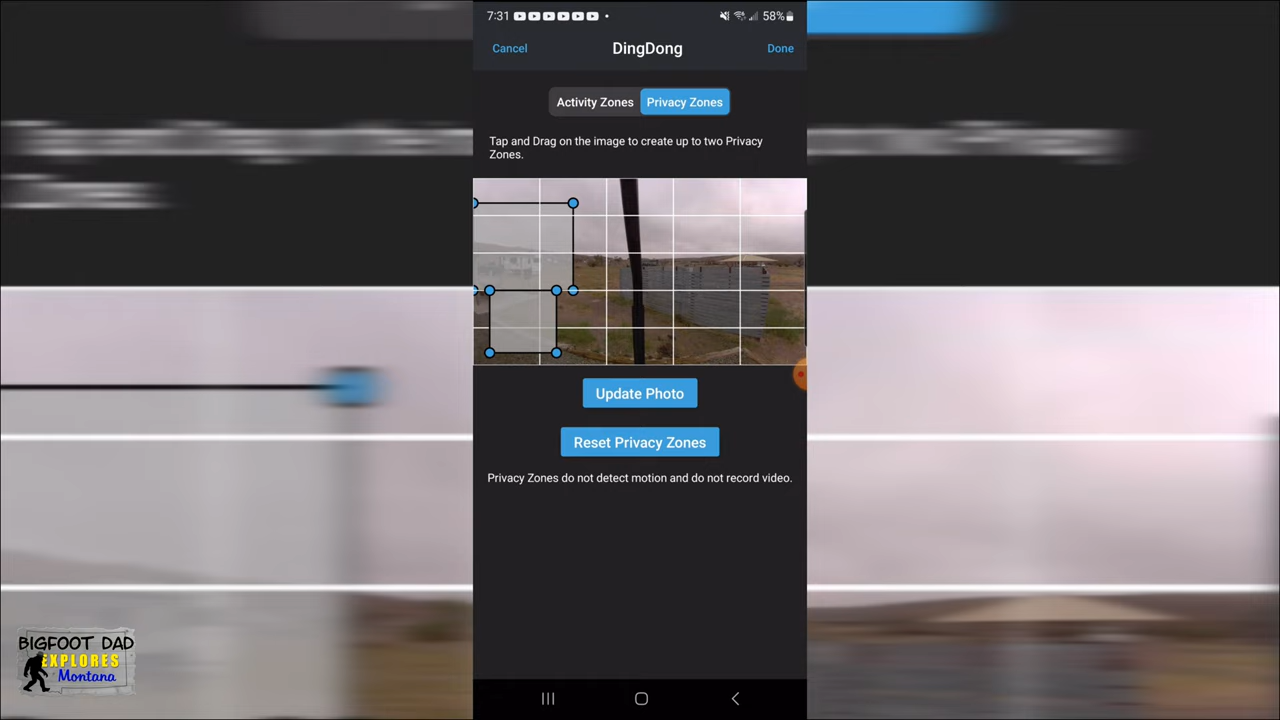 7:31
58%
Cancel
DingDong
Done
Activity Zones
Privacy Zones
Tap and Drag on the image to create up to two Privacy
Zones.
Update Photo
Reset Privacy Zones
Privacy Zones do not detect motion and do not record video.
BIGFOOT DAD
EXPLORES
Montana